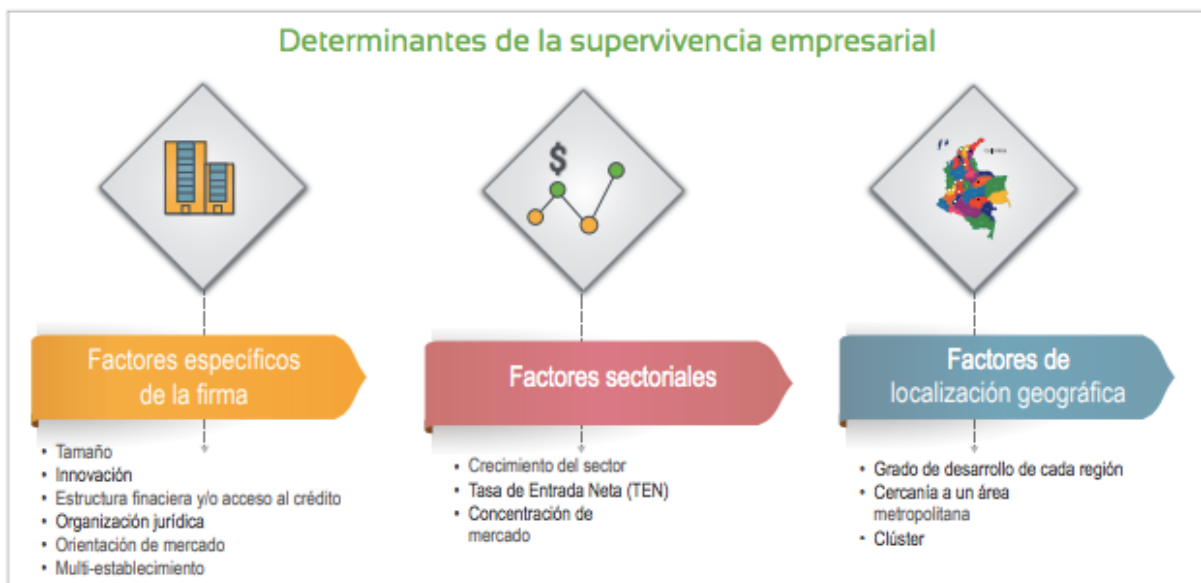 Determinantes de la supervivencia empresarial
$
Factores específicos
de la firma
• Tamaño
• Innovación
• Estructura finaciera y/o acceso al crédito
• Organización jurídica
• Orientación de mercado
• Multi-establecimiento
Factores sectoriales
• Crecimiento del sector
• Tasa de Entrada Neta (TEN)
• Concentración de
mercado
Factores de
localización geográfica
• Grado de desarrollo de cada región
• Cercanía a un área
metropolitana
• Clúster